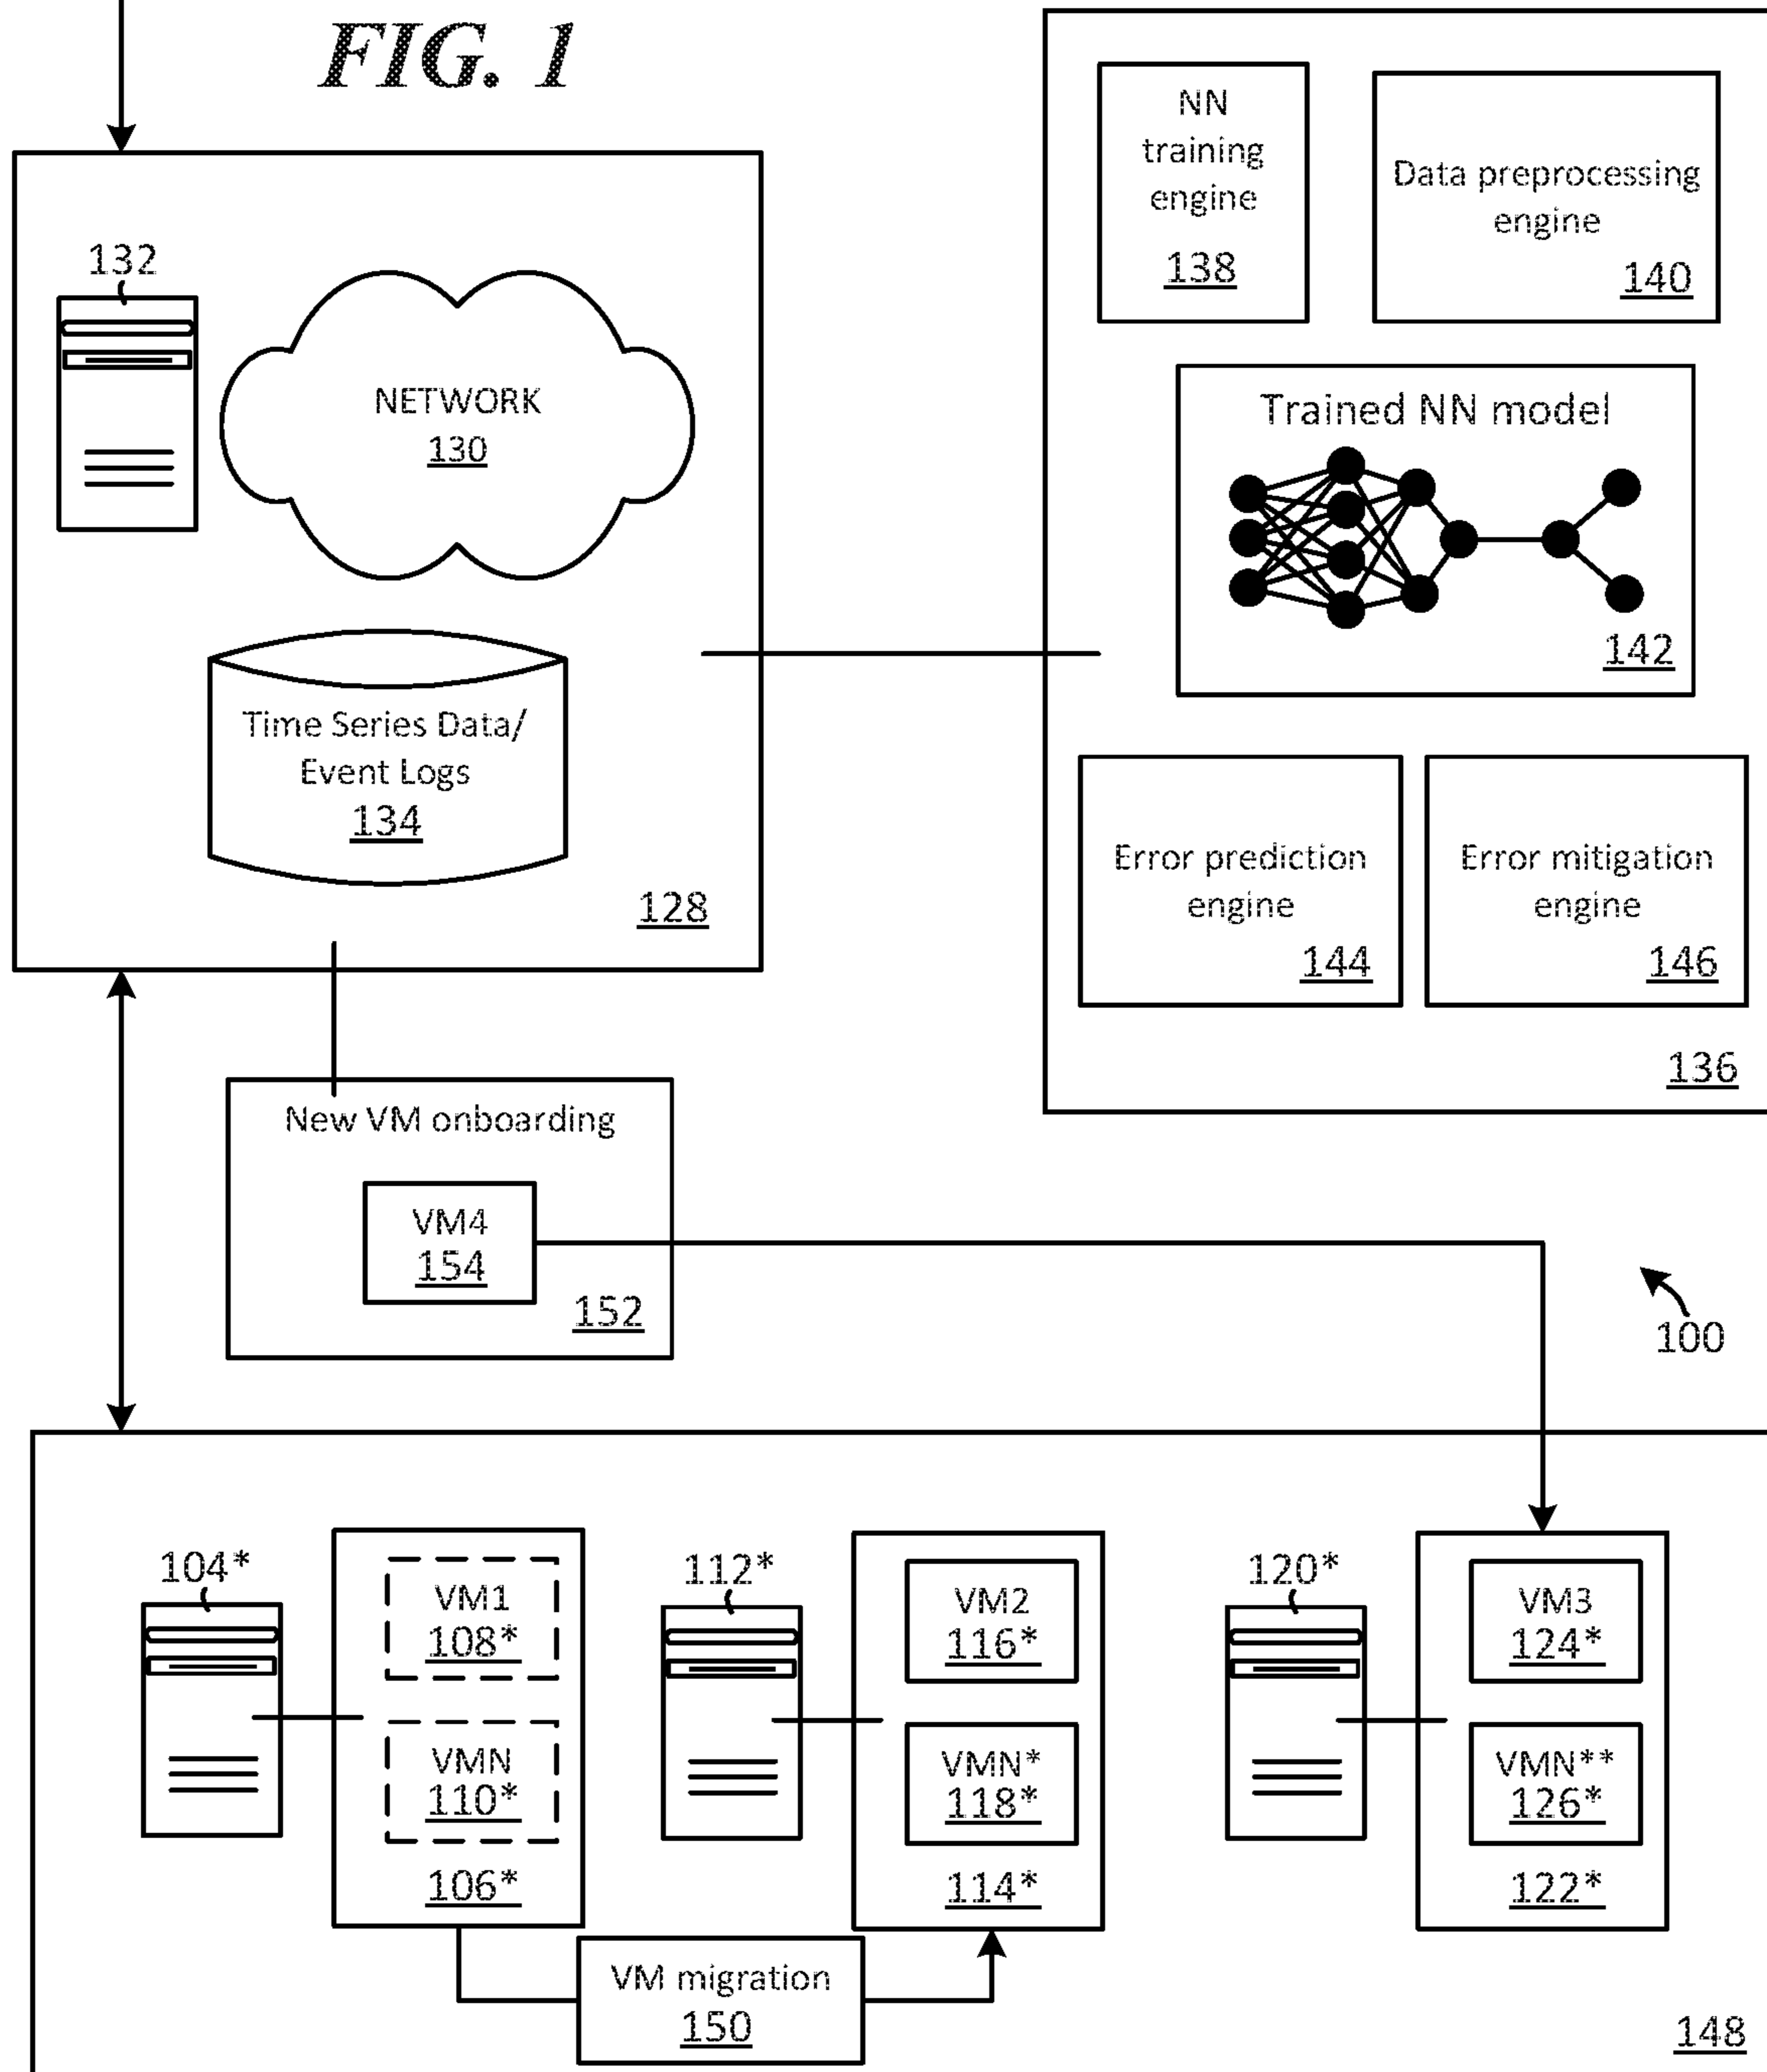 FIG. 1
132
NETWORK
130
Time Series Data/
Event Logs
134
128
NN
training
engine
138
Data preprocessing
engine
140
Trained NN model
142
Error prediction
engine
144
Error mitigation
engine
146
136
New VM onboarding
VM4
154
152
100
104*
VM1
108*
VMN
110*
106*
112*
VM2
116*
VMN*
118*
114*
120*
VM3
124*
VMN**
126*
122*
VM migration
150
148